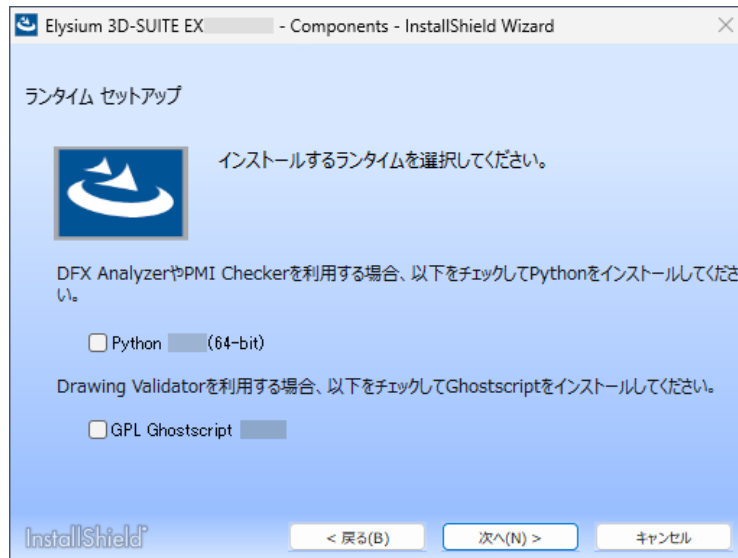 Elysium 3D-SUITE EX - Components - InstallShield Wizard
ランタイム セットアップ
インストールするランタイムを選択してください。
DFX AnalyzerやPMI Checkerを利用する場合、以下をチェックしてPythonをインストールしてくださ
い。
Python (64-bit)
Drawing Validatorを利用する場合、以下をチェックしてGhostscriptをインストールしてください。
GPL Ghostscript
InstallShield
< 戻る(B) 次へ(N) > キャンセル